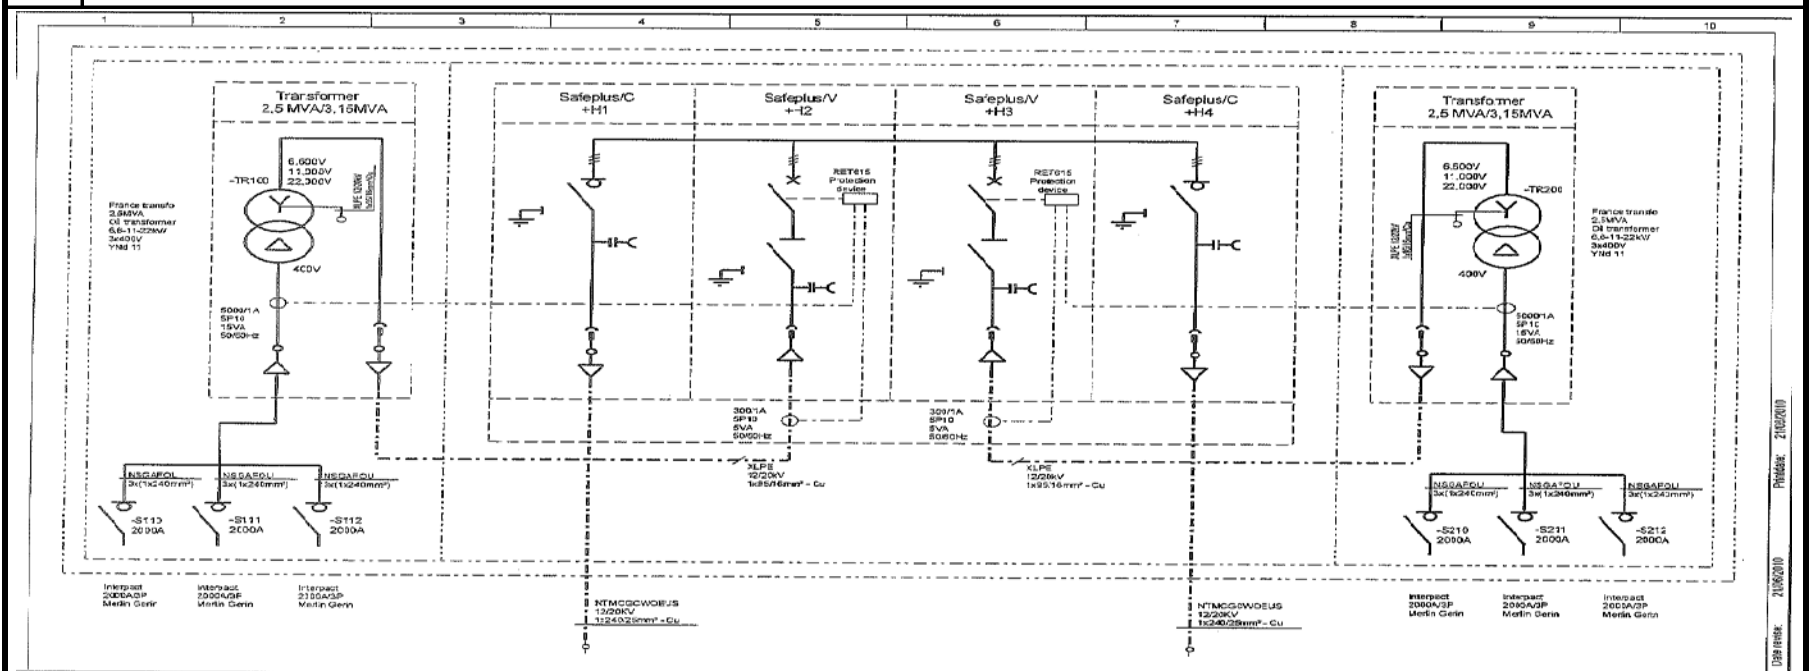 1 2 3 4 5 6 7 8 9 10
Transformer
2,5 MVA/3,15MVA
Safeplus/C
+H1
Safeplus/V
+H2
Safeplus/V
+H3
Safeplus/C
+H4
Transformer
2,5 MVA/3,15MVA
6,600V
11,000V
22,000V
-TR100
XLPE 12/20kV
France transfo
2,5MVA
Oil transformer
6,6-11-22kV
3x400V
YNd 11
400V
5000/1A
5P10
15VA
50/60Hz
RET615
Protection
device
RET615
Protection
device
300/1A
5P10
5VA
50/60Hz
300/1A
5P10
5VA
50/60Hz
XLPE
12/20kV
1x95/16mm² - Cu
XLPE
12/20kV
1x95/16mm² - Cu
6,600V
11,000V
22,000V
-TR200
XLPE 12/20kV
France transfo
2,5MVA
Oil transformer
6,6-11-22kV
3x400V
YNd 11
400V
5000/1A
5P10
15VA
50/60Hz
NSGAFOU
3x(1x240mm²)
NSGAFOU
3x(1x240mm²)
NSGAFOU
3x(1x240mm²)
-S110
2000A
-S111
2000A
-S112
2000A
NSGAFOU
3x(1x240mm²)
NSGAFOU
3x(1x240mm²)
NSGAFOU
3x(1x240mm²)
-S210
2000A
-S211
2000A
-S212
2000A
Interpact
2000A/3P
Merlin Gerin
Interpact
2000A/3P
Merlin Gerin
Interpact
2000A/3P
Merlin Gerin
NTMCGCWOEUS
12/20KV
1x240/25mm² - Cu
NTMCGCWOEUS
12/20KV
1x240/25mm² - Cu
Interpact
2000A/3P
Merlin Gerin
Interpact
2000A/3P
Merlin Gerin
Interpact
2000A/3P
Merlin Gerin
Printdate: 21/06/2010
Date revise: 21/06/2010